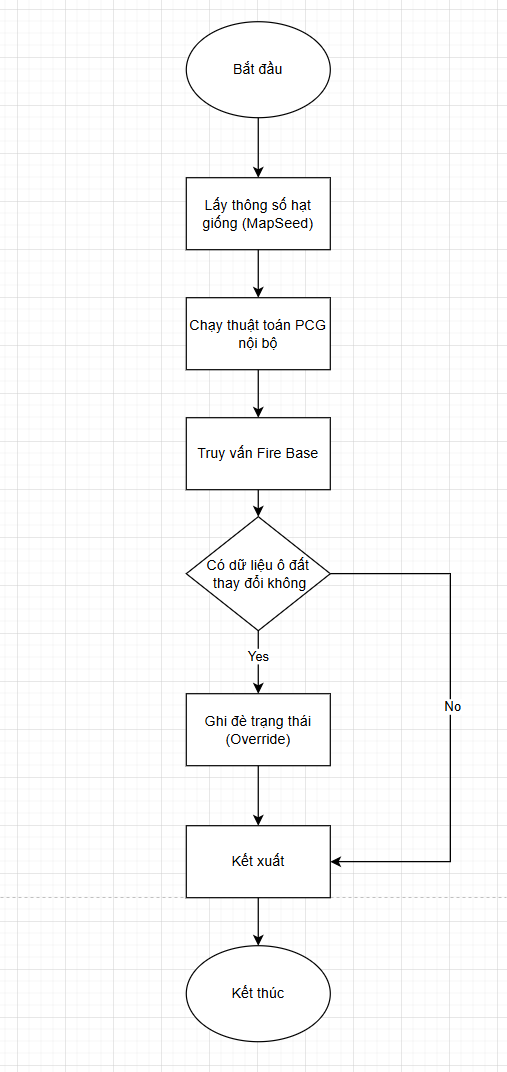 Bắt đầu
Lấy thông số hạt
giống (MapSeed)
Chạy thuật toán PCG
nội bộ
Truy vấn Fire Base
Có dữ liệu ô đất
thay đổi không
Yes
No
Ghi đè trạng thái
(Override)
Kết xuất
Kết thúc